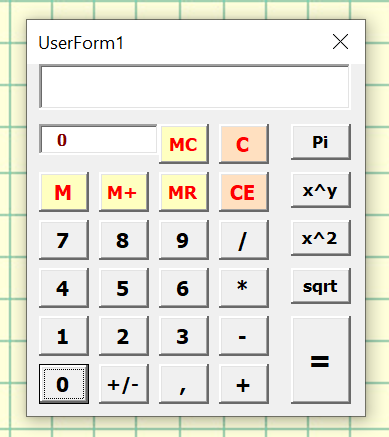 UserForm1
0 MC C Pi
M M+ MR CE x^y
7 8 9 / x^2
4 5 6 * sqrt
1 2 3 - =
0 +/- , +